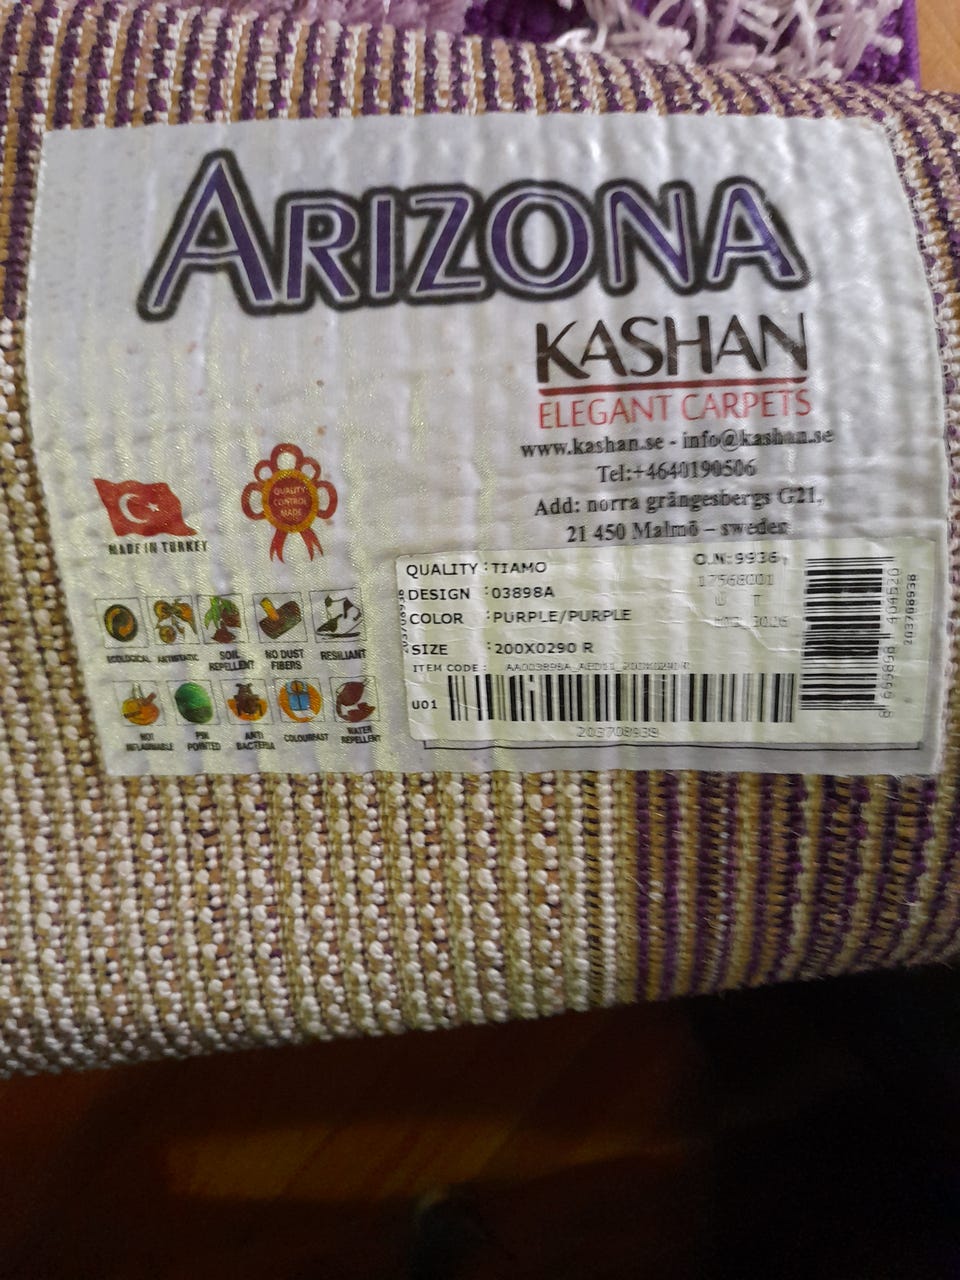 ARIZONA
KASHAN
ELEGANT CARPETS
www.kashan.se - info@kashan.se
Tel:+4640190506
Add: norra grängesbergs G21,
21 450 Malmö – sweden
QUALITY CONTROL MADE
MADE IN TURKEY
QUALITY : TIAMO
O.N: 9936
17568001
DESIGN : 03898A
COLOR : PURPLE/PURPLE
SIZE : 200X0290 R
ITEM CODE :
U01
203708939
203708938
ECOLOGICAL
ANTISTATIC
SOIL REPELLENT
NO DUST FIBERS
RESILIANT
NOT INFLAMMABLE
PIN POINTED
ANTI BACTERIA
COLOURFAST
WATER REPELLENT